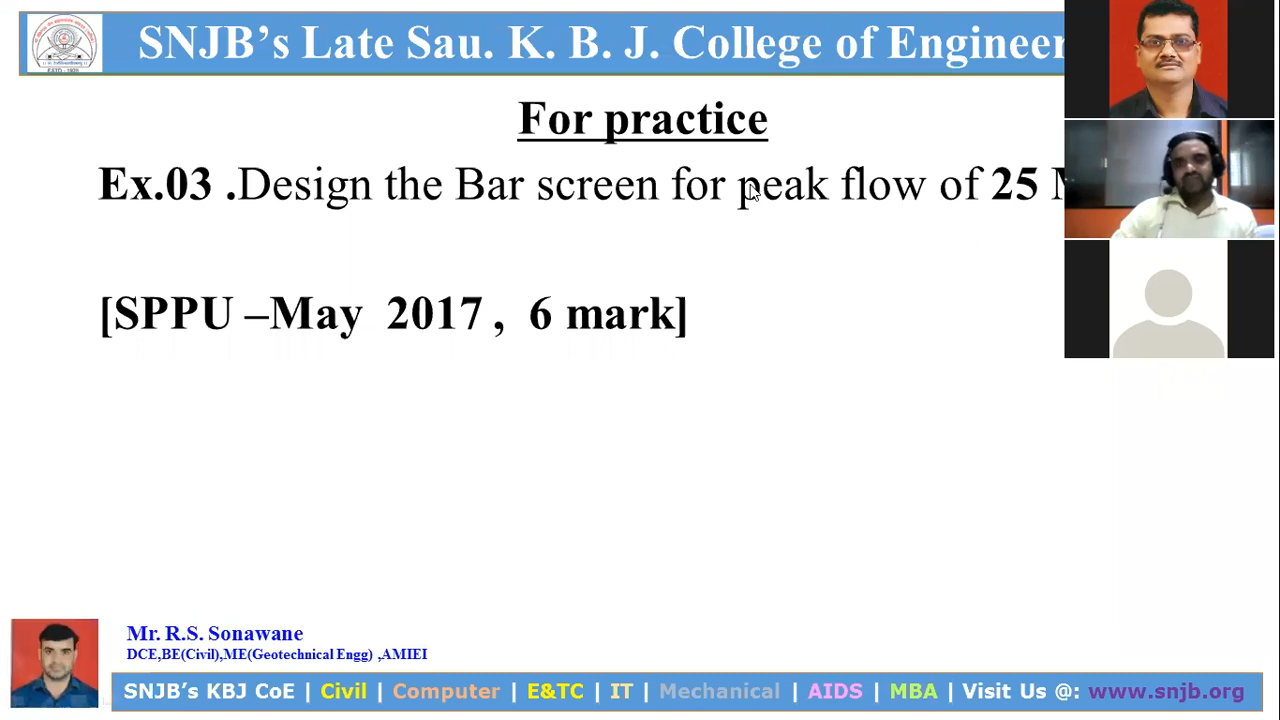 SNJB's Late Sau. K. B. J. College of Engineer
ESTD - 1928
For practice
Ex.03 .Design the Bar screen for peak flow of 25 M
[SPPU –May 2017 , 6 mark]
Mr. R.S. Sonawane
DCE,BE(Civil),ME(Geotechnical Engg) ,AMIEI
SNJB's KBJ CoE | Civil | Computer | E&TC | IT | Mechanical | AIDS | MBA | Visit Us @: www.snjb.org